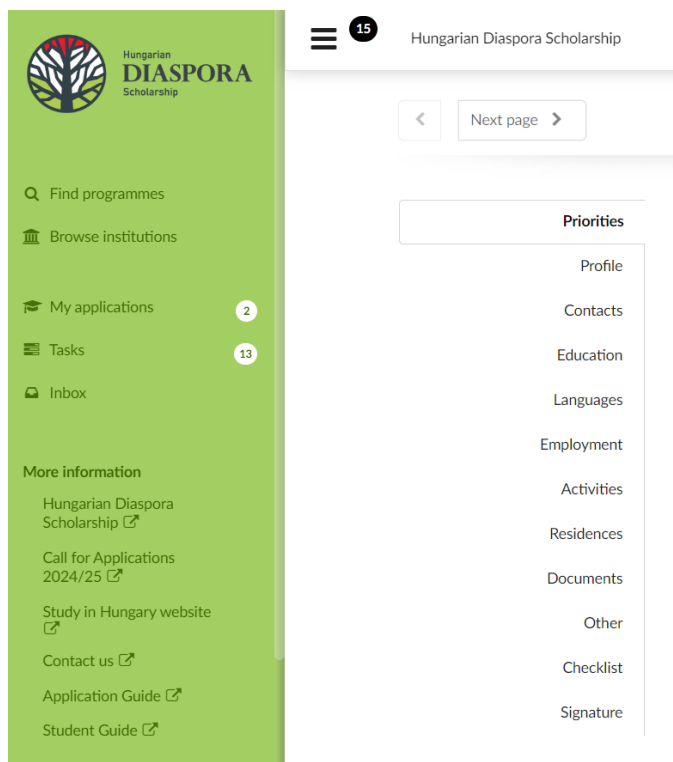 Hungarian
DIASPORA
Scholarship
Find programmes
Browse institutions
My applications 2
Tasks 13
Inbox
More information
Hungarian Diaspora
Scholarship
Call for Applications
2024/25
Study in Hungary website
Contact us
Application Guide
Student Guide
15
Hungarian Diaspora Scholarship
Next page
Priorities
Profile
Contacts
Education
Languages
Employment
Activities
Residences
Documents
Other
Checklist
Signature